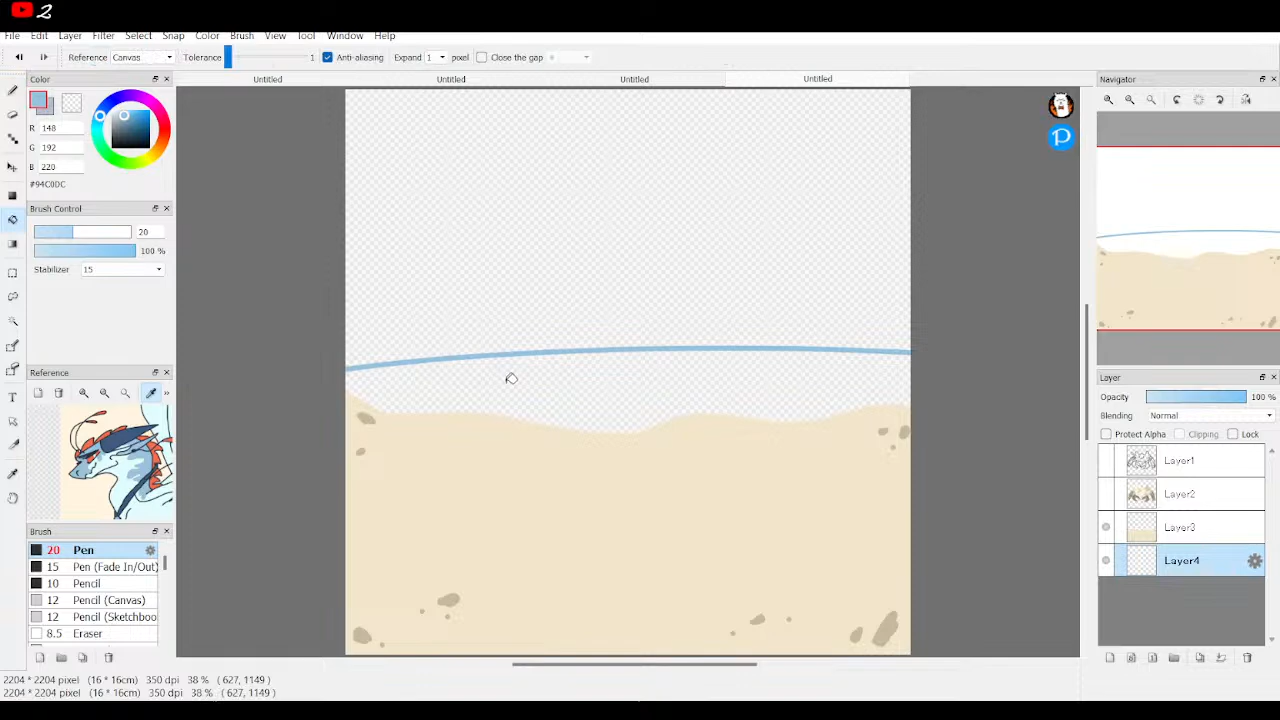 2
File Edit Layer Filter Select Snap Color Brush View Tool Window Help
Reference Canvas Tolerance 1 Anti-aliasing Expand 1 pixel Close the gap 0
Color
Untitled Untitled Untitled Untitled
Navigator
R 148
G 192
B 220
#94C0DC
Brush Control
20
100 %
Stabilizer 15
Reference
Layer
Opacity 100 %
Blending Normal
Protect Alpha Clipping Lock
Layer1
Layer2
Layer3
Layer4
Brush
20 Pen
15 Pen (Fade In/Out)
10 Pencil
12 Pencil (Canvas)
12 Pencil (Sketchboo
8.5 Eraser
2204 * 2204 pixel (16 * 16cm) 350 dpi 38 % ( 627, 1149 )
2204 * 2204 pixel (16 * 16cm) 350 dpi 38 % ( 627, 1149 )